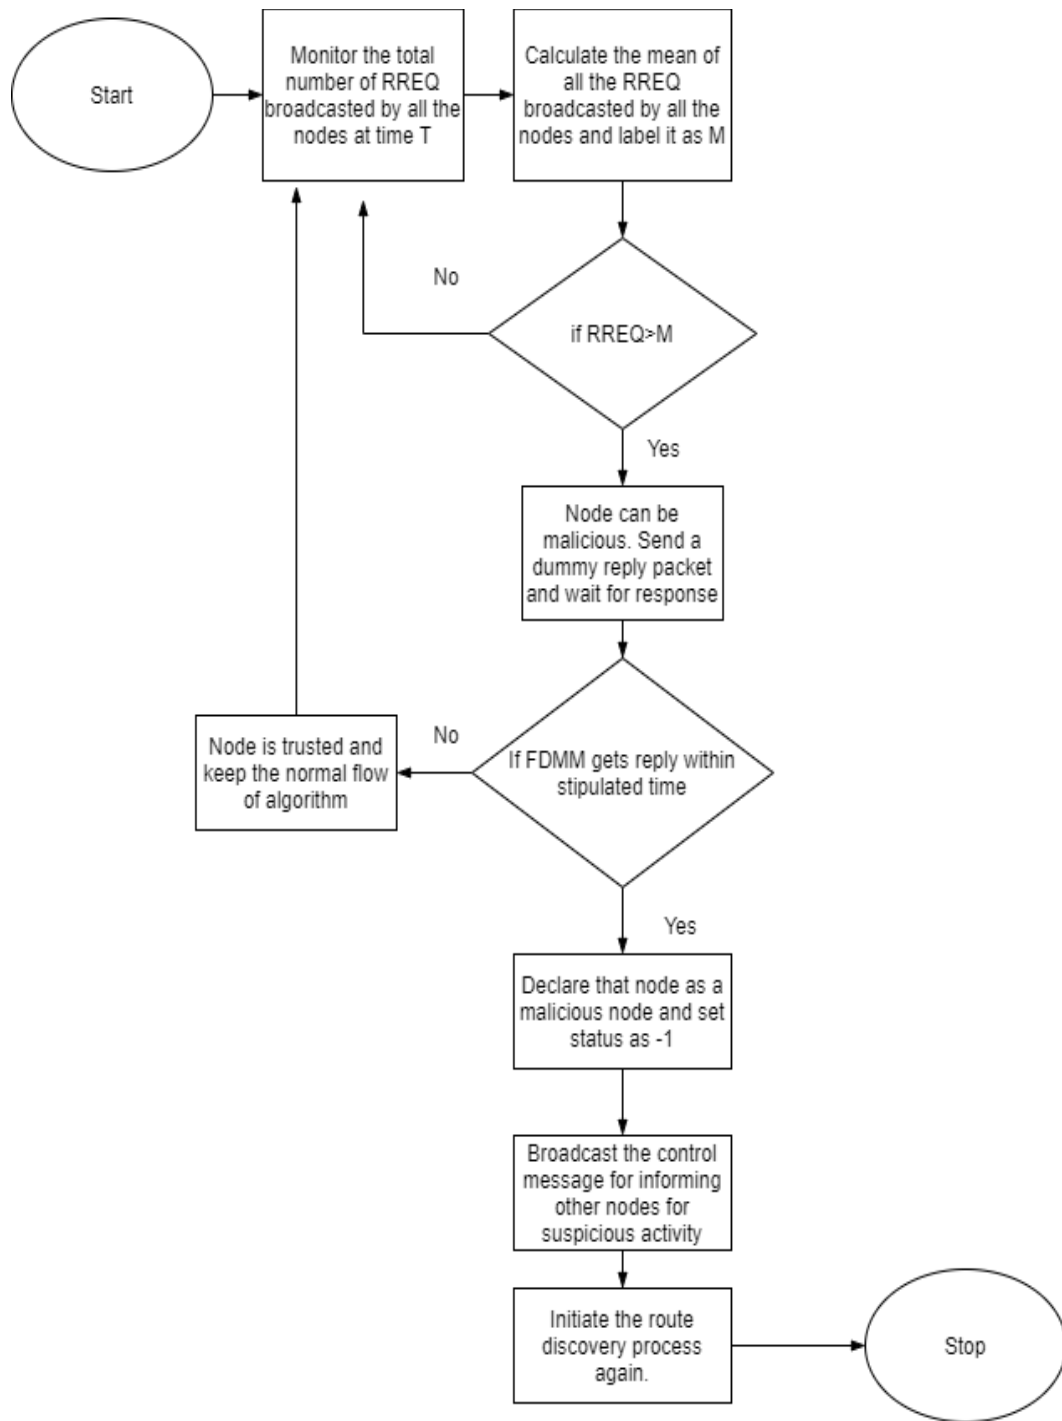 Start
Monitor the total
number of RREQ
broadcasted by all the
nodes at time T
Calculate the mean of
all the RREQ
broadcasted by all the
nodes and label it as M
No
if RREQ>M
Yes
Node can be
malicious. Send a
dummy reply packet
and wait for response
No
If FDMM gets reply within
stipulated time
Node is trusted and
keep the normal flow
of algorithm
Yes
Declare that node as a
malicious node and set
status as -1
Broadcast the control
message for informing
other nodes for
suspicious activity
Initiate the route
discovery process
again.
Stop